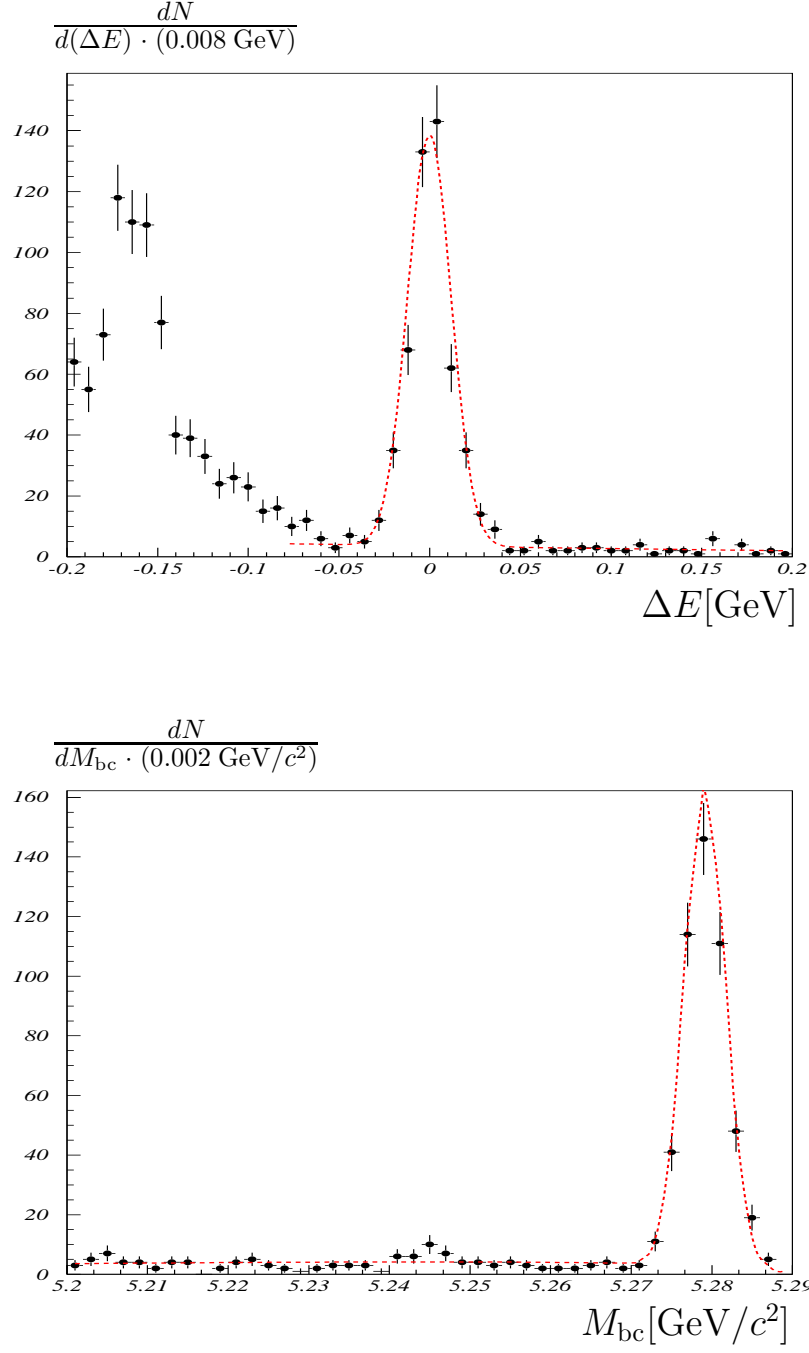 dN
d(ΔE) · (0.008 GeV)
140
120
100
80
60
40
20
0
-0.2 -0.15 -0.1 -0.05 0 0.05 0.1 0.15 0.2
ΔE[GeV]
dN
dM_bc · (0.002 GeV/c²)
160
140
120
100
80
60
40
20
0
5.2 5.21 5.22 5.23 5.24 5.25 5.26 5.27 5.28 5.29
M_bc[GeV/c²]